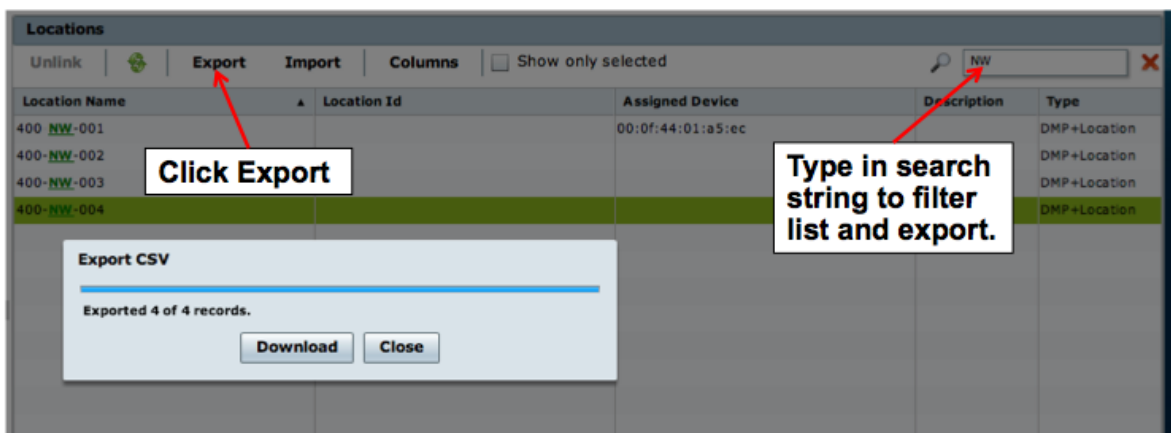 Locations
Unlink Export Import Columns Show only selected NW
Location Name Location Id Assigned Device Description Type
400 NW-001 00:0f:44:01:a5:ec DMP+Location
400-NW-002 DMP+Location
400-NW-003 DMP+Location
400-NW-004 DMP+Location
Click Export
Type in search
string to filter
list and export.
Export CSV
Exported 4 of 4 records.
Download Close